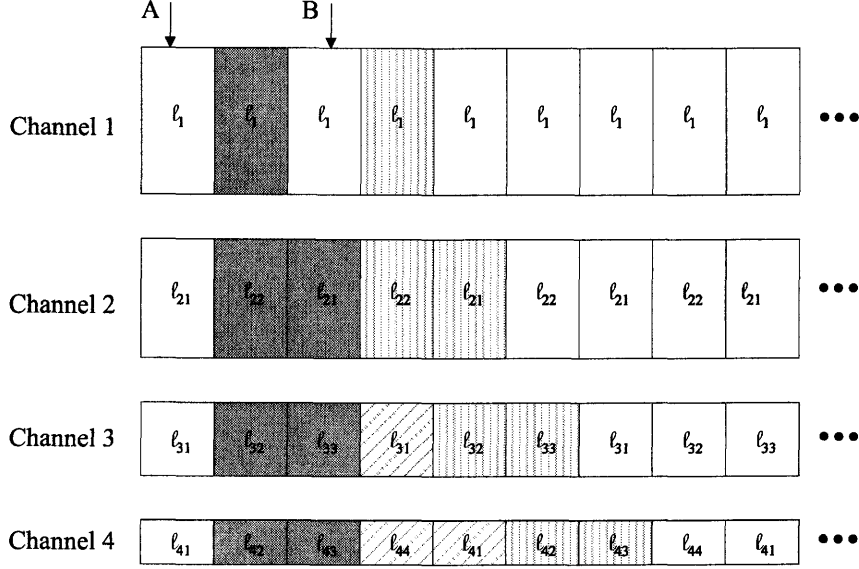 A B
Channel 1 ℓ₁ ℓ₁ ℓ₁ ℓ₁ ℓ₁ ℓ₁ ℓ₁ ℓ₁ ℓ₁ •••
Channel 2 ℓ₂₁ ℓ₂₂ ℓ₂₁ ℓ₂₂ ℓ₂₁ ℓ₂₂ ℓ₂₁ ℓ₂₂ ℓ₂₁ •••
Channel 3 ℓ₃₁ ℓ₃₂ ℓ₃₃ ℓ₃₁ ℓ₃₂ ℓ₃₃ ℓ₃₁ ℓ₃₂ ℓ₃₃ •••
Channel 4 ℓ₄₁ ℓ₄₂ ℓ₄₃ ℓ₄₄ ℓ₄₁ ℓ₄₂ ℓ₄₃ ℓ₄₄ ℓ₄₁ •••